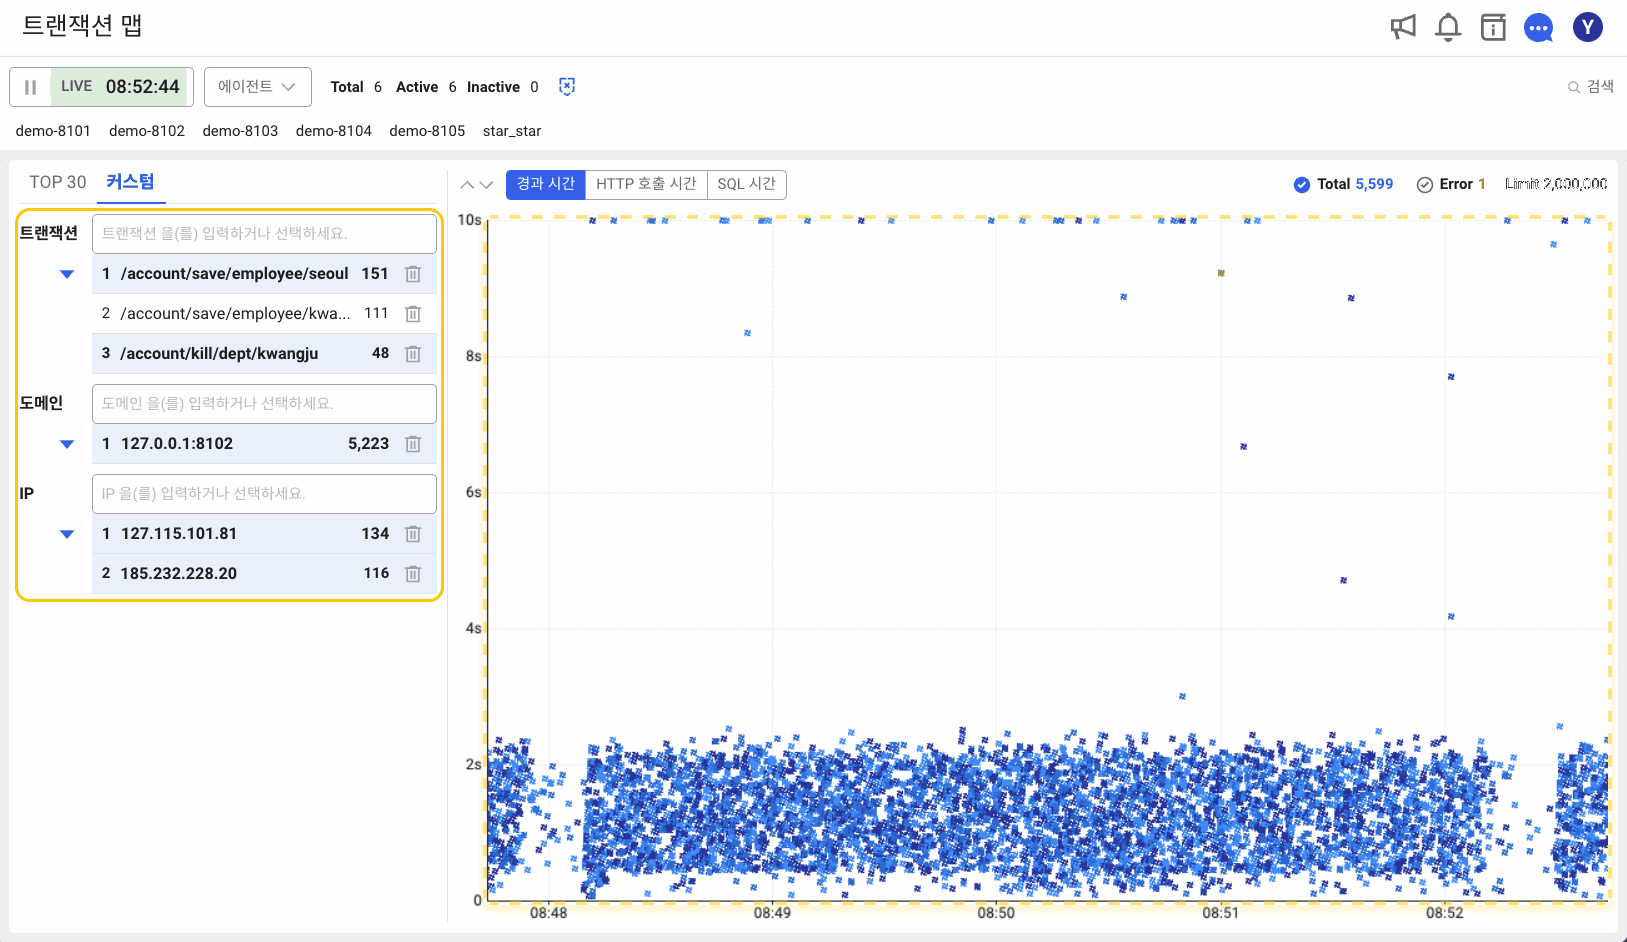 트랜잭션 맵
Y
LIVE 08:52:44 에이전트 Total 6 Active 6 Inactive 0 검색
demo-8101 demo-8102 demo-8103 demo-8104 demo-8105 star_star
TOP 30 커스텀
경과 시간 HTTP 호출 시간 SQL 시간 Total 5,599 Error 1 Limit 2,000,000
트랜잭션 트랜잭션 을(를) 입력하거나 선택하세요.
1 /account/save/employee/seoul 151
2 /account/save/employee/kwa... 111
3 /account/kill/dept/kwangju 48
도메인 도메인 을(를) 입력하거나 선택하세요.
1 127.0.0.1:8102 5,223
IP IP 을(를) 입력하거나 선택하세요.
1 127.115.101.81 134
2 185.232.228.20 116
10s
8s
6s
4s
2s
0
08:48 08:49 08:50 08:51 08:52